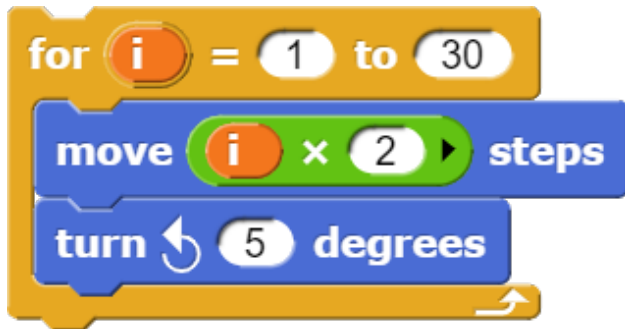 for i = 1 to 30
move i × 2 steps
turn 5 degrees